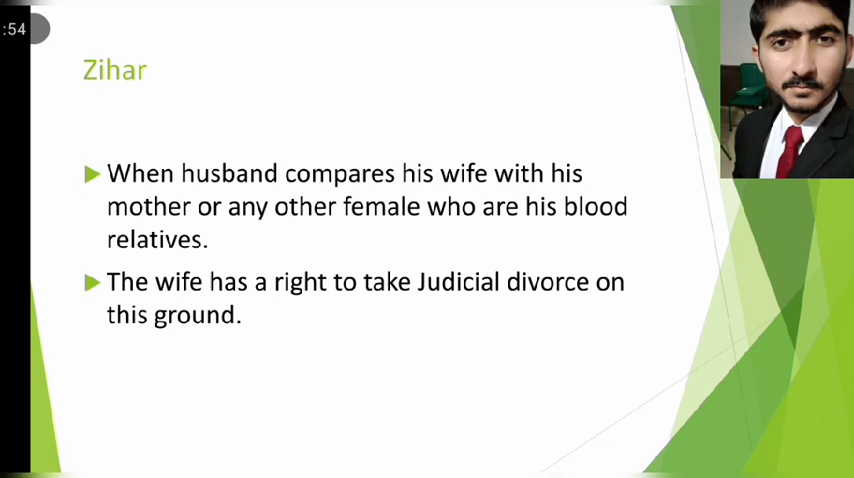 :54
Zihar
When husband compares his wife with his
mother or any other female who are his blood
relatives.
The wife has a right to take Judicial divorce on
this ground.